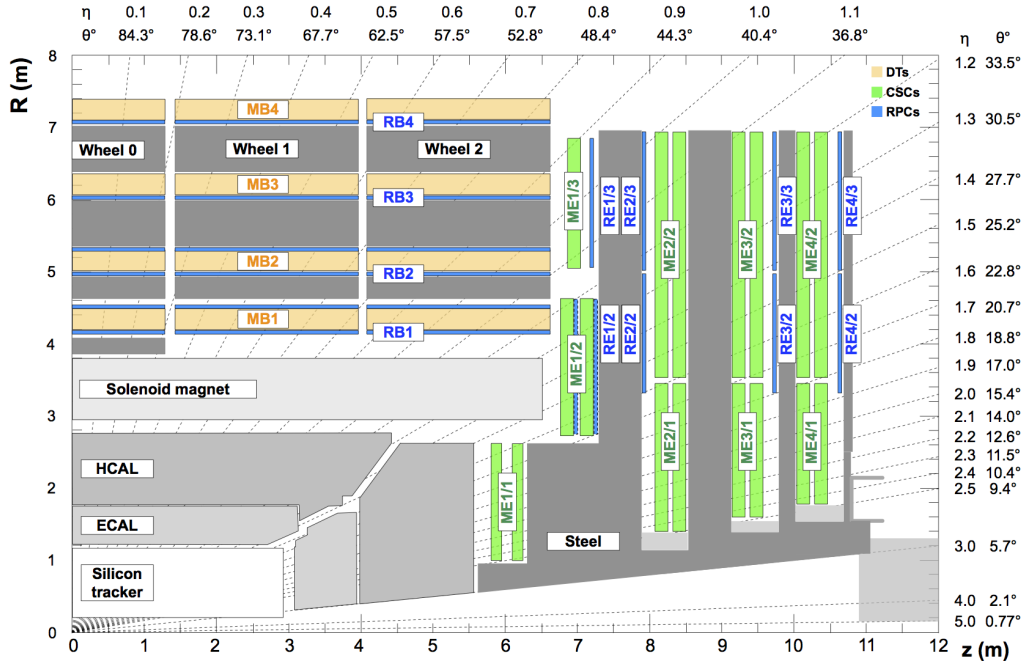 η 0.1 0.2 0.3 0.4 0.5 0.6 0.7 0.8 0.9 1.0 1.1
θ° 84.3° 78.6° 73.1° 67.7° 62.5° 57.5° 52.8° 48.4° 44.3° 40.4° 36.8°
η θ°
R (m)
8
7
6
5
4
3
2
1
0
1.2 33.5°
1.3 30.5°
1.4 27.7°
1.5 25.2°
1.6 22.8°
1.7 20.7°
1.8 18.8°
1.9 17.0°
2.0 15.4°
2.1 14.0°
2.2 12.6°
2.3 11.5°
2.4 10.4°
2.5 9.4°
3.0 5.7°
4.0 2.1°
5.0 0.77°
DTs
CSCs
RPCs
MB4
RB4
Wheel 0 Wheel 1 Wheel 2
MB3
RB3
MB2
RB2
MB1
RB1
Solenoid magnet
HCAL
ECAL
Silicon
tracker
Steel
ME1/3
RE1/3
RE2/3
ME2/2
ME3/2
RE3/3
ME4/2
RE4/3
ME1/2
RE1/2
RE2/2
RE3/2
RE4/2
ME1/1
ME2/1
ME3/1
ME4/1
0 1 2 3 4 5 6 7 8 9 10 11 12
z (m)